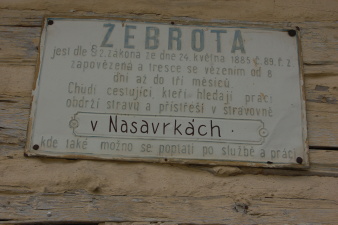 ŽEBROTA
jest dle § 2. zákona ze dne 24. května 1885 č. 89. ř. z.
zapovězena a tresce se vězením od 8
dní až do tří měsíců.
Chudí cestující kteří hledají práci
obdrží stravu a přístřeší v stravovně
v Nasavrkách.
kde také možno se poptati po službě a práci